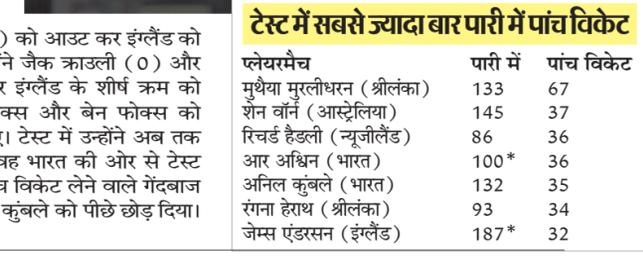 ) को आउट कर इंग्लैंड को
ने जैक क्राउली (0) और
र इंग्लैंड के शीर्ष क्रम को
क्स और बेन फोक्स को
। टेस्ट में उन्होंने अब तक
वह भारत की ओर से टेस्ट
विकेट लेने वाले गेंदबाज
कुंबले को पीछे छोड़ दिया।
टेस्ट में सबसे ज्यादा बार पारी में पांच विकेट
प्लेयरमैच पारी में पांच विकेट
मुथैया मुरलीधरन (श्रीलंका) 133 67
शेन वॉर्न (आस्ट्रेलिया) 145 37
रिचर्ड हैडली (न्यूजीलैंड) 86 36
आर अश्विन (भारत) 100* 36
अनिल कुंबले (भारत) 132 35
रंगना हेराथ (श्रीलंका) 93 34
जेम्स एंडरसन (इंग्लैंड) 187* 32